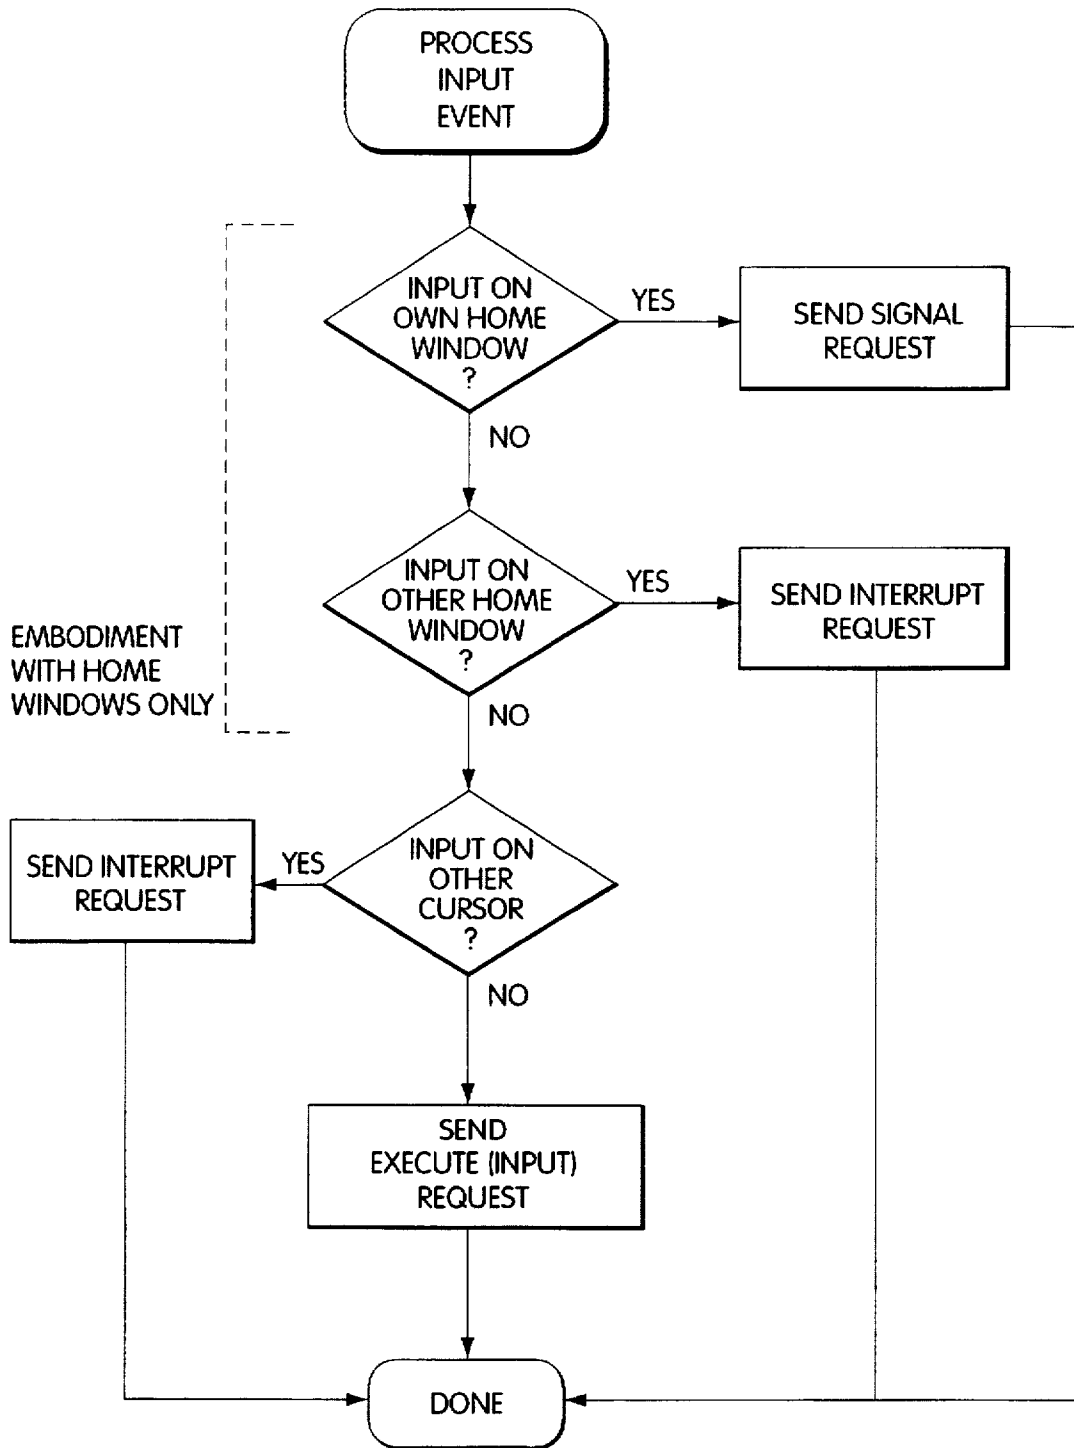 PROCESS
INPUT
EVENT
INPUT ON
OWN HOME
WINDOW
?
YES
SEND SIGNAL
REQUEST
NO
INPUT ON
OTHER HOME
WINDOW
?
YES
SEND INTERRUPT
REQUEST
EMBODIMENT
WITH HOME
WINDOWS ONLY
NO
INPUT ON
OTHER
CURSOR
?
YES
SEND INTERRUPT
REQUEST
NO
SEND
EXECUTE (INPUT)
REQUEST
DONE